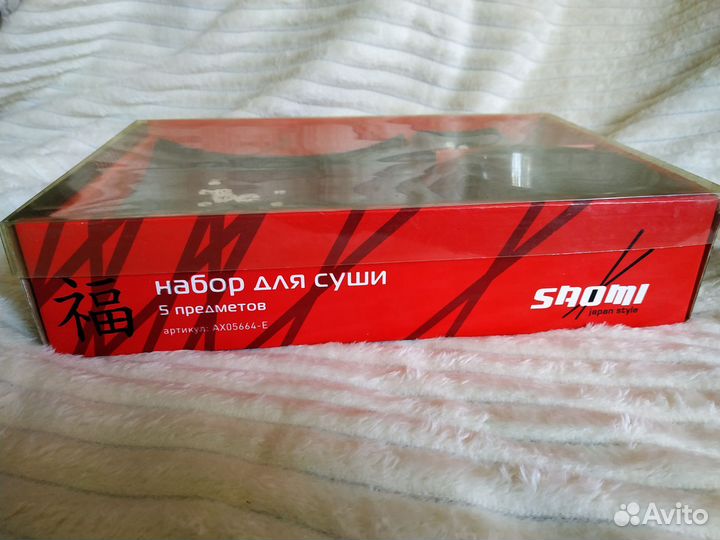 福
набор для суши
5 предметов
артикул: AX05664-E
SAOMI
japan style
Avito